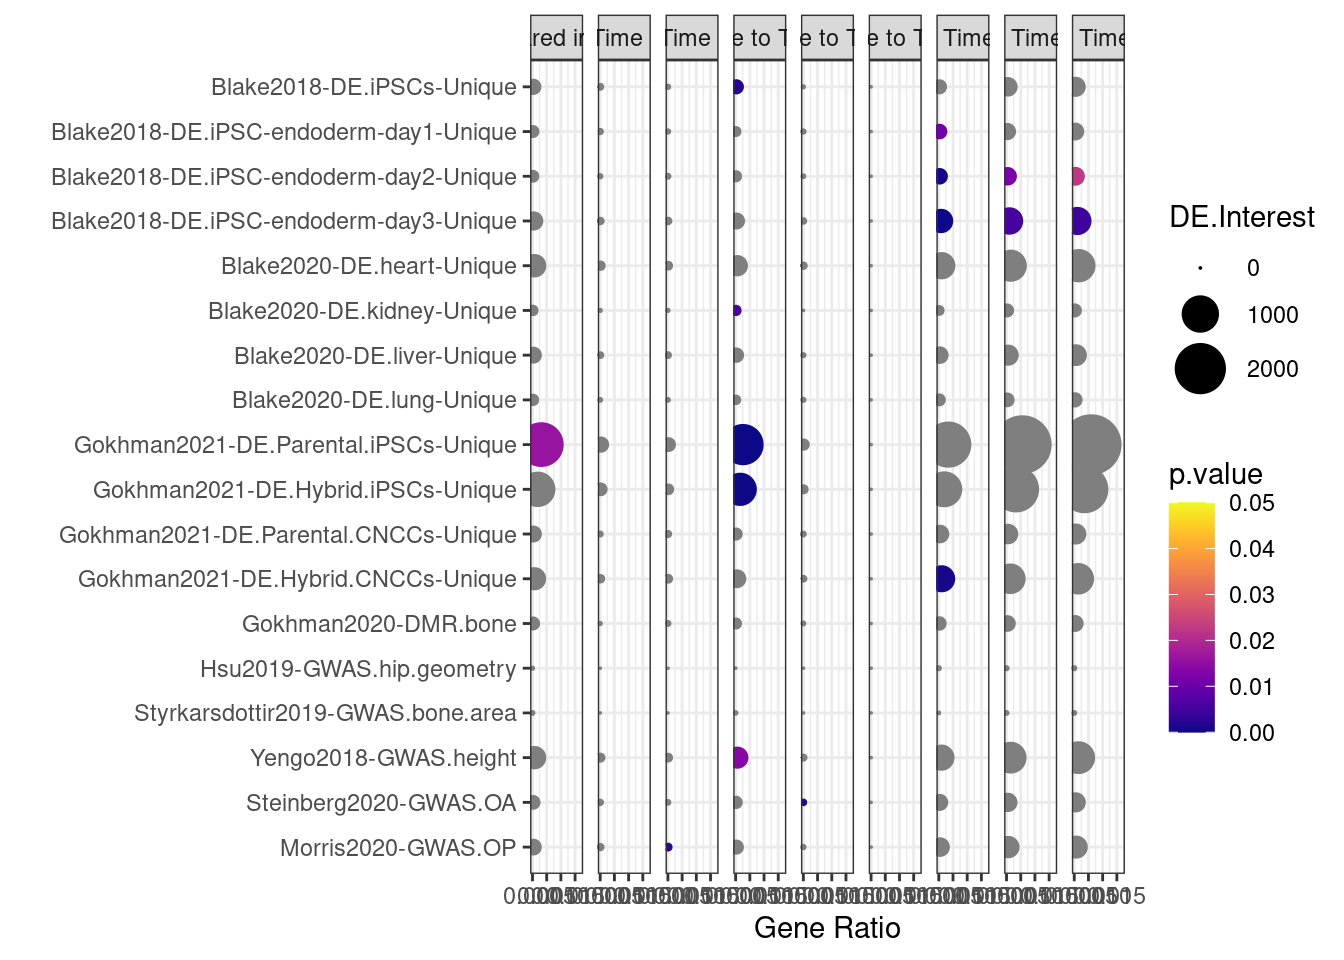 Time
Time
Time
Time
Time
Blake2018-DE.iPSCs-Unique
Blake2018-DE.iPSC-endoderm-day1-Unique
Blake2018-DE.iPSC-endoderm-day2-Unique
Blake2018-DE.iPSC-endoderm-day3-Unique
Blake2020-DE.heart-Unique
Blake2020-DE.kidney-Unique
Blake2020-DE.liver-Unique
Blake2020-DE.lung-Unique
Gokhman2021-DE.Parental.iPSCs-Unique
Gokhman2021-DE.Hybrid.iPSCs-Unique
Gokhman2021-DE.Parental.CNCCs-Unique
Gokhman2021-DE.Hybrid.CNCCs-Unique
Gokhman2020-DMR.bone
Hsu2019-GWAS.hip.geometry
Styrkarsdottir2019-GWAS.bone.area
Yengo2018-GWAS.height
Steinberg2020-GWAS.OA
Morris2020-GWAS.OP
Gene Ratio
DE.Interest
0
1000
2000
p.value
0.05
0.04
0.03
0.02
0.01
0.00